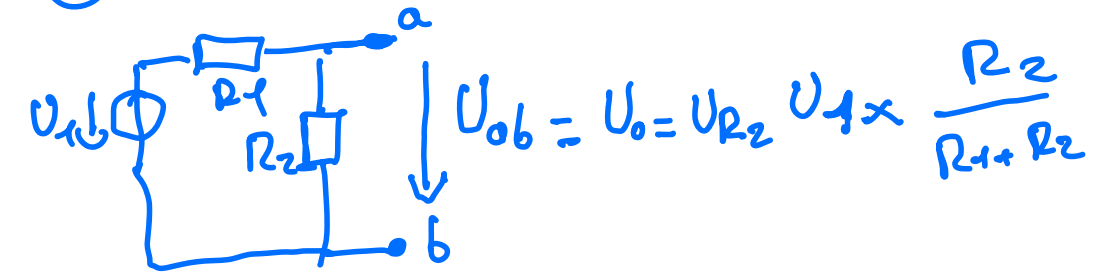 a
R1
U1
R2
Uab = U0 = UR2 U1 × R2 / R1+R2
b